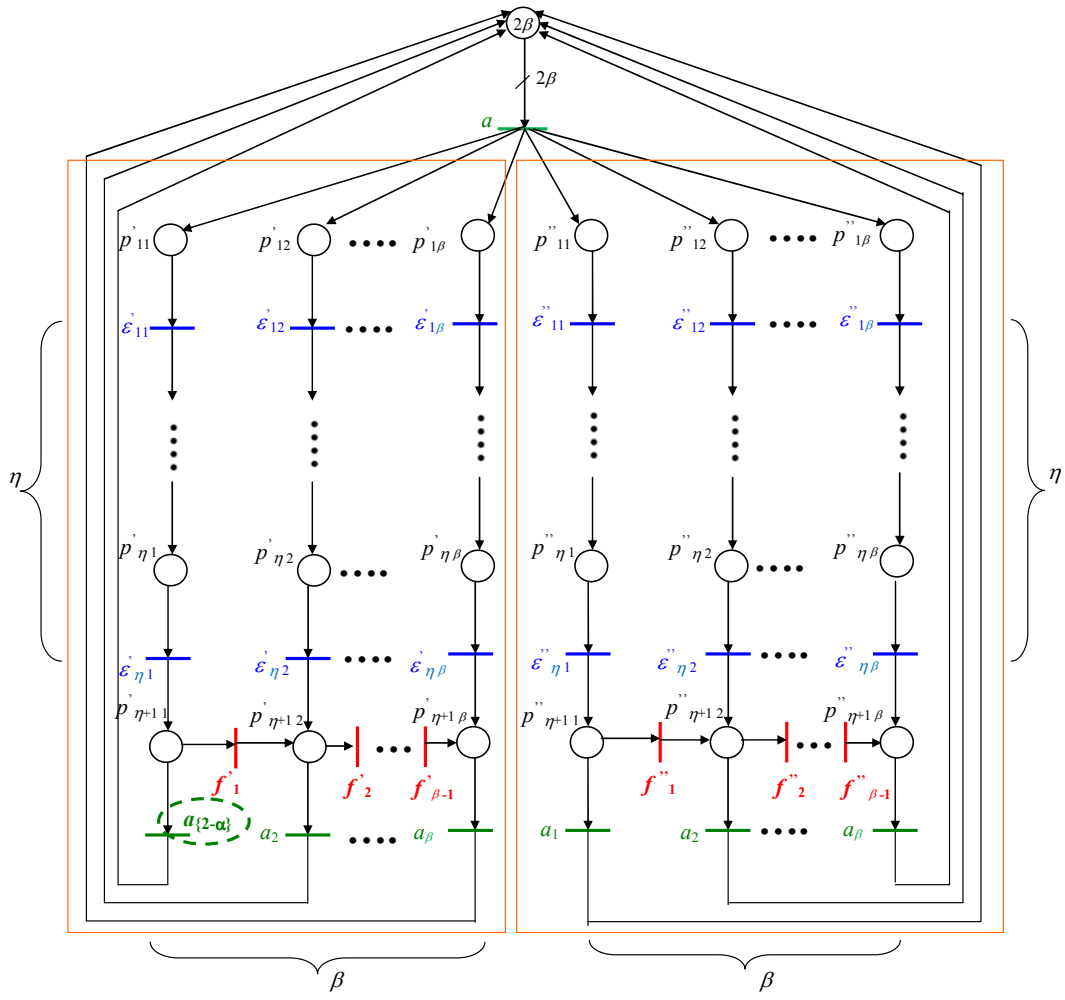 2β
2β
a
p'11 p'12 p'1β p''11 p''12 p''1β
ε'11 ε'12 ε'1β ε''11 ε''12 ε''1β
η η
p'η1 p'η2 p'ηβ p''η1 p''η2 p''ηβ
ε'η1 ε'η2 ε'ηβ ε''η1 ε''η2 ε''ηβ
p'η+1 1 p'η+1 2 p'η+1 β p''η+1 1 p''η+1 2 p''η+1 β
f'1 f'2 f'β-1 f''1 f''2 f''β-1
a{2-α} a2 aβ a1 a2 aβ
β β